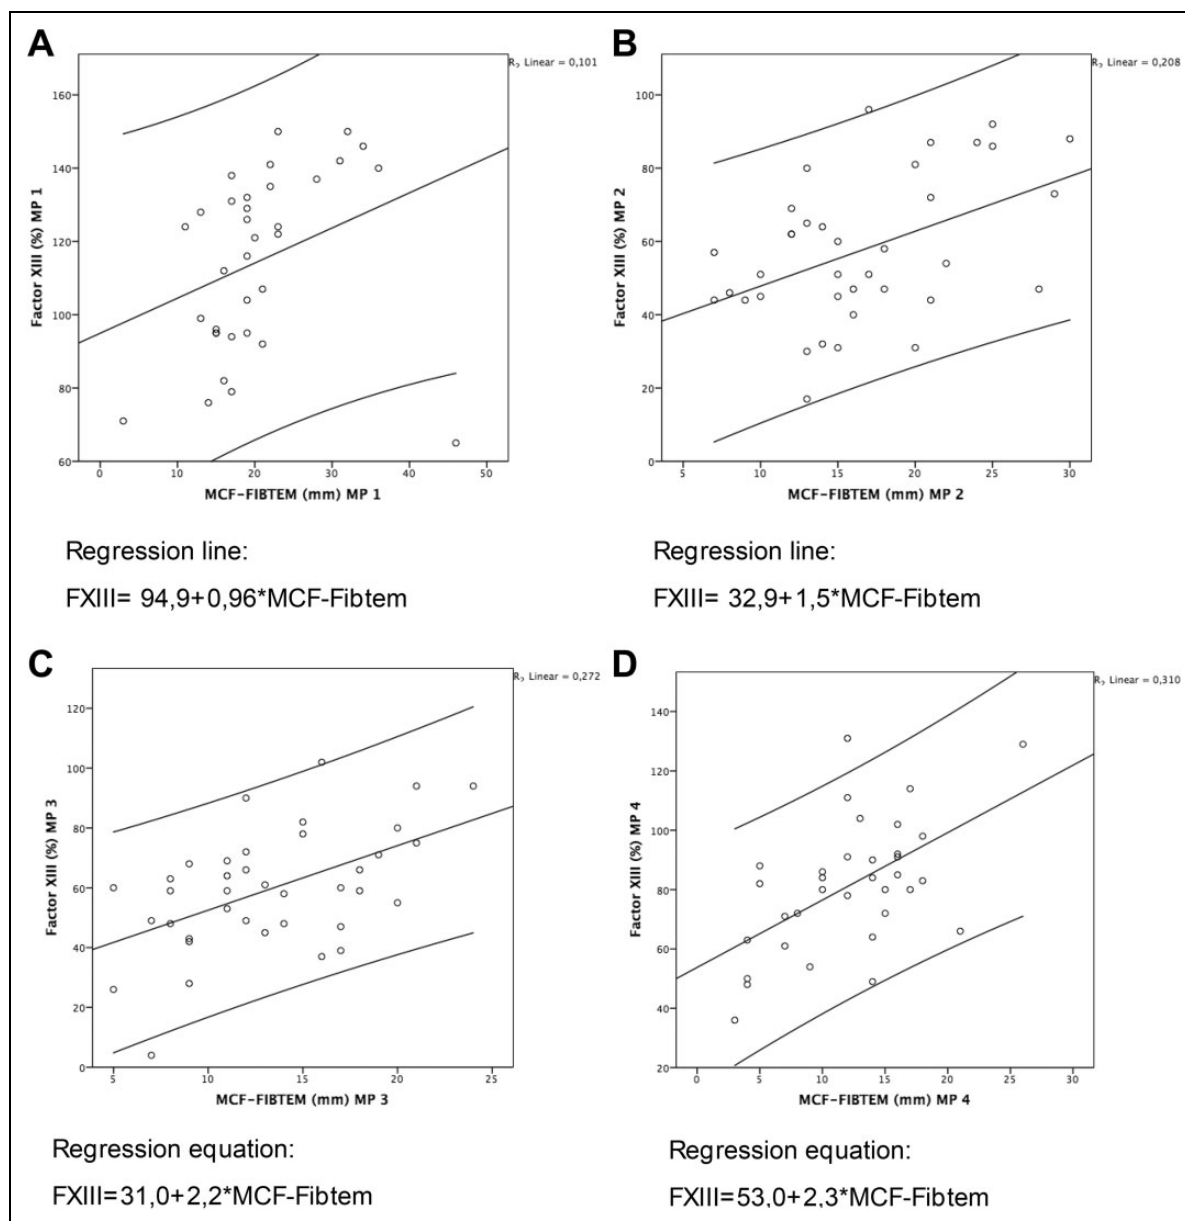 A
R₂ Linear = 0,101
160
140
120
100
80
60
Factor XIII (%) MP 1
0 10 20 30 40 50
MCF-FIBTEM (mm) MP 1
Regression line:
FXIII= 94,9+0,96*MCF-Fibtem
B
R₂ Linear = 0,208
100
80
60
40
20
0
Factor XIII (%) MP 2
5 10 15 20 25 30
MCF-FIBTEM (mm) MP 2
Regression line:
FXIII= 32,9+1,5*MCF-Fibtem
C
R₂ Linear = 0,272
120
100
80
60
40
20
0
Factor XIII (%) MP 3
5 10 15 20 25
MCF-FIBTEM (mm) MP 3
Regression equation:
FXIII=31,0+2,2*MCF-Fibtem
D
R₂ Linear = 0,310
140
120
100
80
60
40
20
Factor XIII (%) MP 4
0 5 10 15 20 25 30
MCF-FIBTEM (mm) MP 4
Regression equation:
FXIII=53,0+2,3*MCF-Fibtem